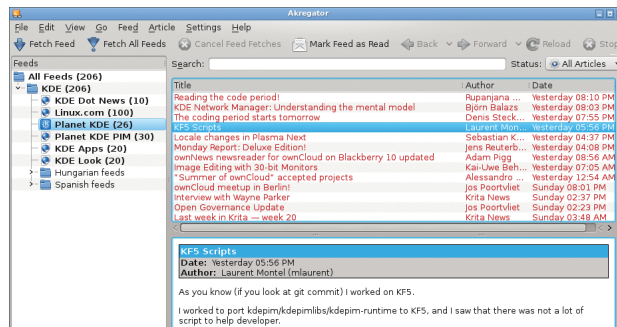 Akregator
File Edit View Go Feed Article Settings Help
Fetch Feed Fetch All Feeds Cancel Feed Fetches Mark Feed as Read Back Forward Reload Stop
Feeds
Search: Status: All Articles
All Feeds (206)
KDE (206)
KDE Dot News (10)
Linux.com (100)
Planet KDE (26)
Planet KDE PIM (30)
KDE Apps (20)
KDE Look (20)
Hungarian feeds
Spanish feeds
Title Author Date
Reading the code period! Rupanjana ... Yesterday 08:10 PM
KDE Network Manager: Understanding the mental model Björn Balazs Yesterday 08:03 PM
The coding period starts tomorrow Denis Steck... Yesterday 07:55 PM
KF5 Scripts Laurent Mon... Yesterday 05:56 PM
Locale changes in Plasma Next Sebastian K... Yesterday 04:37 PM
Monday Report: Deluxe Edition! Jens Reuterb... Yesterday 04:08 PM
ownNews newsreader for ownCloud on Blackberry 10 updated Adam Pigg Yesterday 08:56 AM
Image Editing with 30-bit Monitors Kai-Uwe Beh... Yesterday 07:05 AM
"Summer of ownCloud" accepted projects Alessandro ... Yesterday 12:54 AM
ownCloud meetup in Berlin! Jos Poortvliet Sunday 08:01 PM
Interview with Wayne Parker Krita News Sunday 02:37 PM
Open Governance Update Jos Poortvliet Sunday 02:23 PM
Last week in Krita — week 20 Krita News Sunday 03:48 AM
KF5 Scripts
Date: Yesterday 05:56 PM
Author: Laurent Montel (mlaurent)
As you know (if you look at git commit) I worked on KF5.
I worked to port kdepim/kdepimlibs/kdepim-runtime to KF5, and I saw that there was not a lot of
script to help developer.